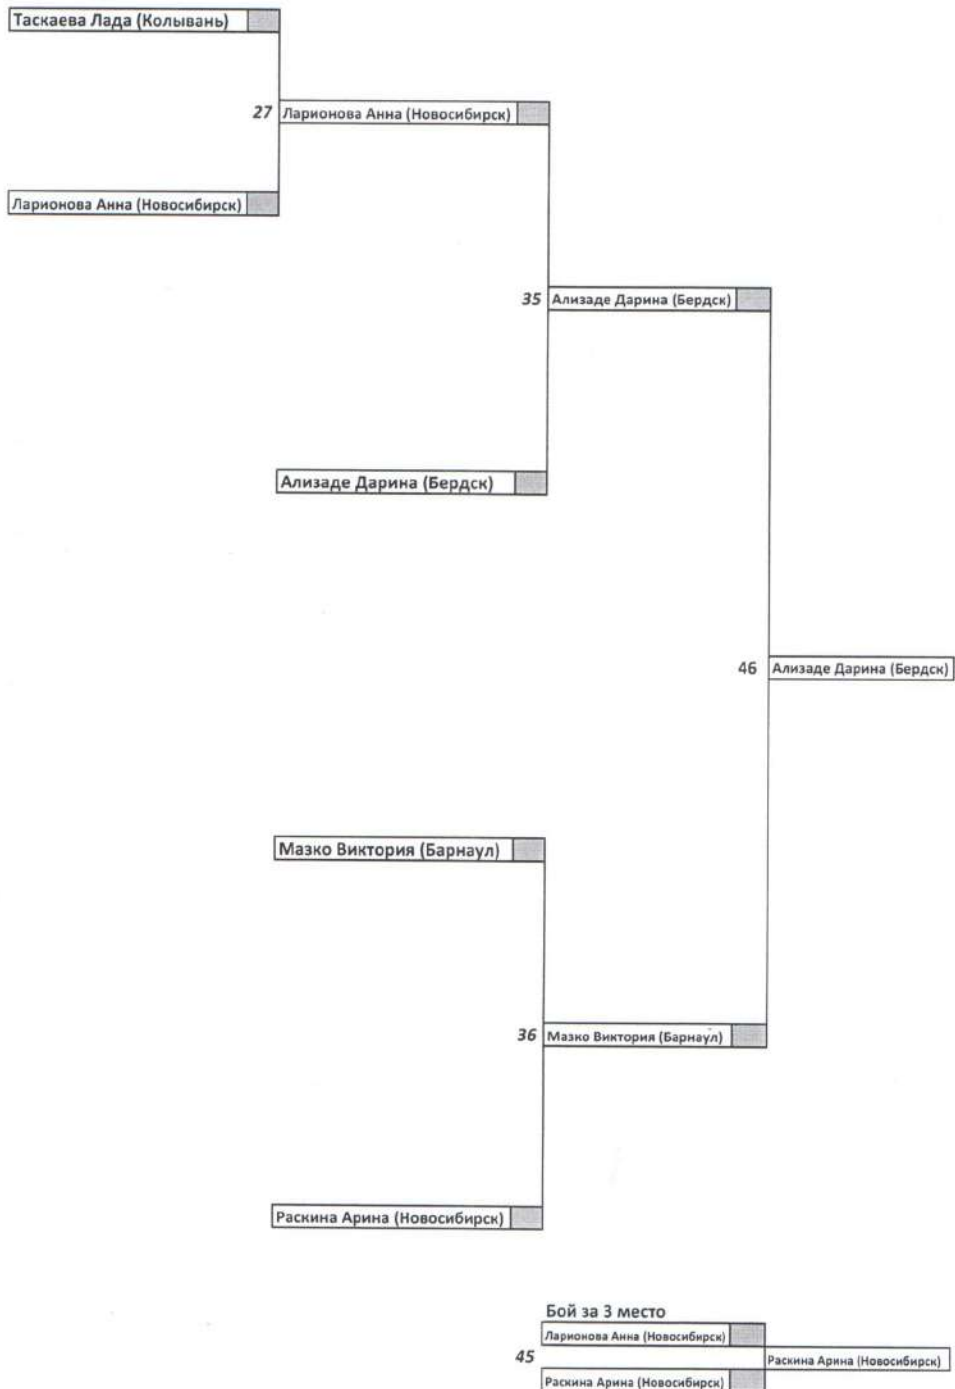 Таскаева Лада (Колывань)
27 Ларионова Анна (Новосибирск)
Ларионова Анна (Новосибирск)
35 Ализаде Дарина (Бердск)
Ализаде Дарина (Бердск)
46 Ализаде Дарина (Бердск)
Мазко Виктория (Барнаул)
36 Мазко Виктория (Барнаул)
Раскина Арина (Новосибирск)
Бой за 3 место
Ларионова Анна (Новосибирск)
45 Раскина Арина (Новосибирск)
Раскина Арина (Новосибирск)